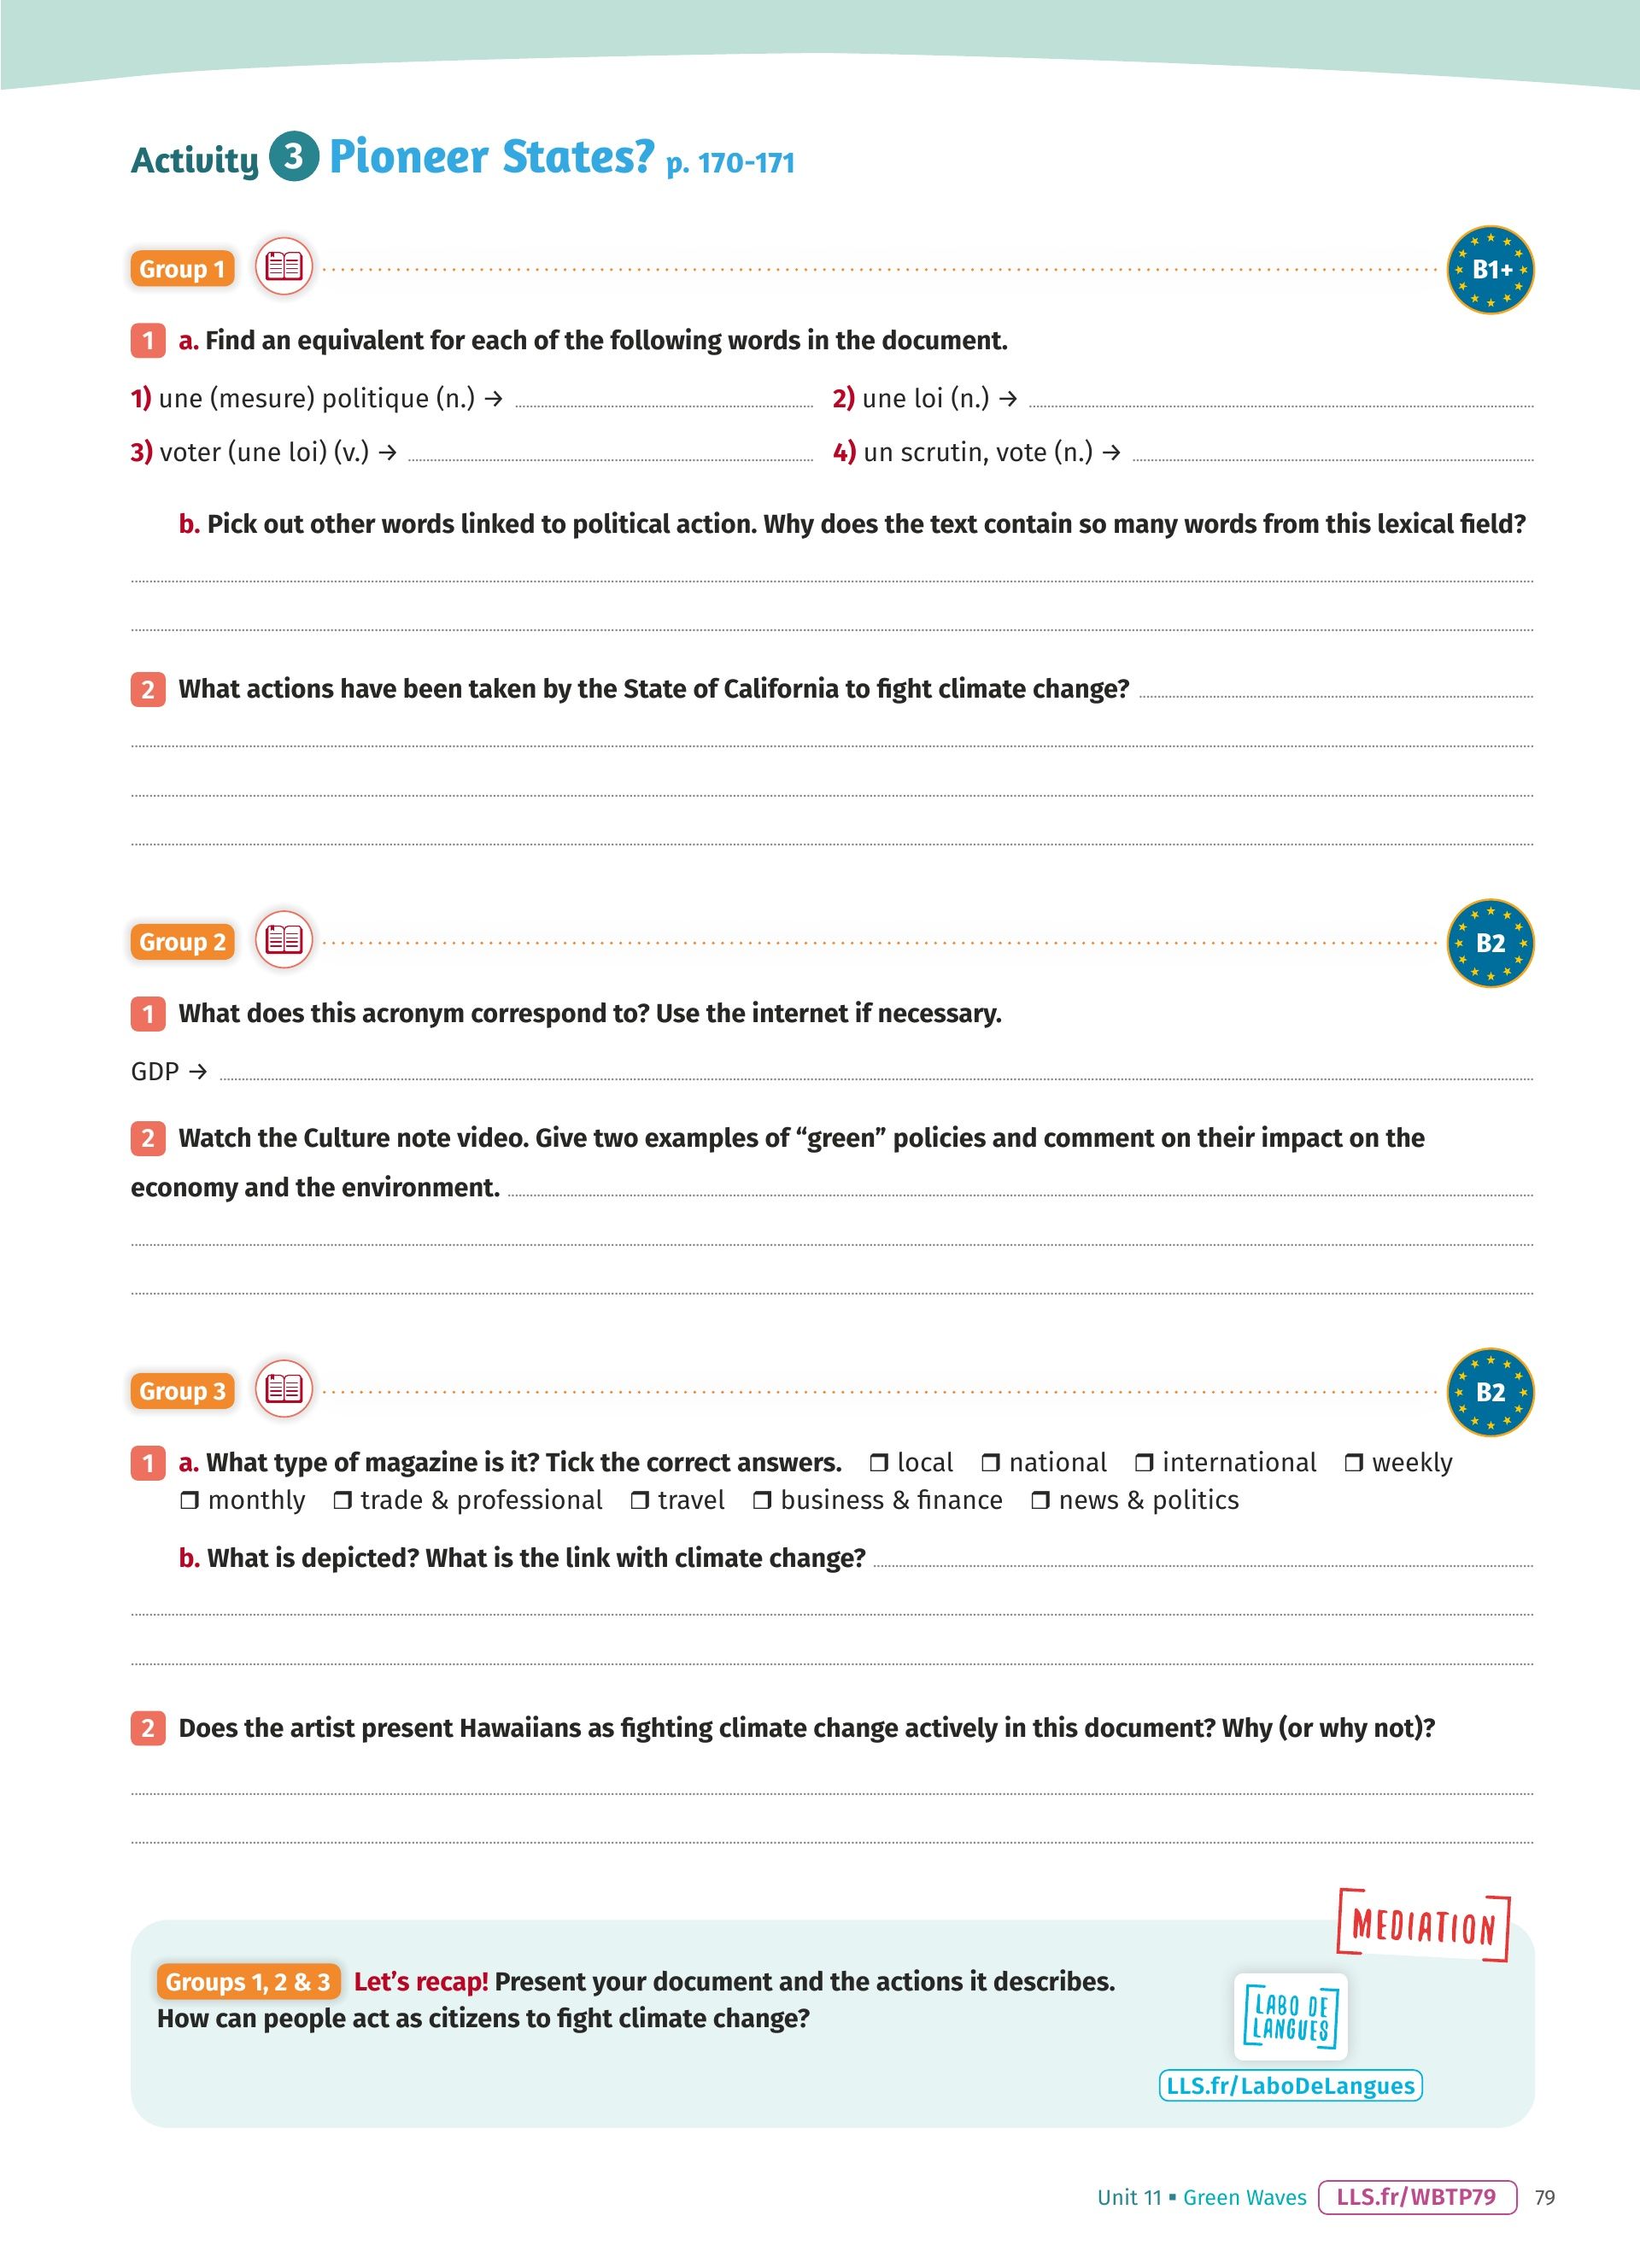 Activity 3 Pioneer States? p. 170-171
Group 1
B1+
1 a. Find an equivalent for each of the following words in the document.
1) une (mesure) politique (n.) → 2) une loi (n.) →
3) voter (une loi) (v.) → 4) un scrutin, vote (n.) →
b. Pick out other words linked to political action. Why does the text contain so many words from this lexical field?
2 What actions have been taken by the State of California to fight climate change?
Group 2
B2
1 What does this acronym correspond to? Use the internet if necessary.
GDP →
2 Watch the Culture note video. Give two examples of “green” policies and comment on their impact on the
economy and the environment.
Group 3
B2
1 a. What type of magazine is it? Tick the correct answers. ❒ local ❒ national ❒ international ❒ weekly
❒ monthly ❒ trade & professional ❒ travel ❒ business & finance ❒ news & politics
b. What is depicted? What is the link with climate change?
2 Does the artist present Hawaiians as fighting climate change actively in this document? Why (or why not)?
MEDIATION
Groups 1, 2 & 3 Let’s recap! Present your document and the actions it describes.
How can people act as citizens to fight climate change?
LABO DE
LANGUES
LLS.fr/LaboDeLangues
Unit 11 ▪ Green Waves LLS.fr/WBTP79 79